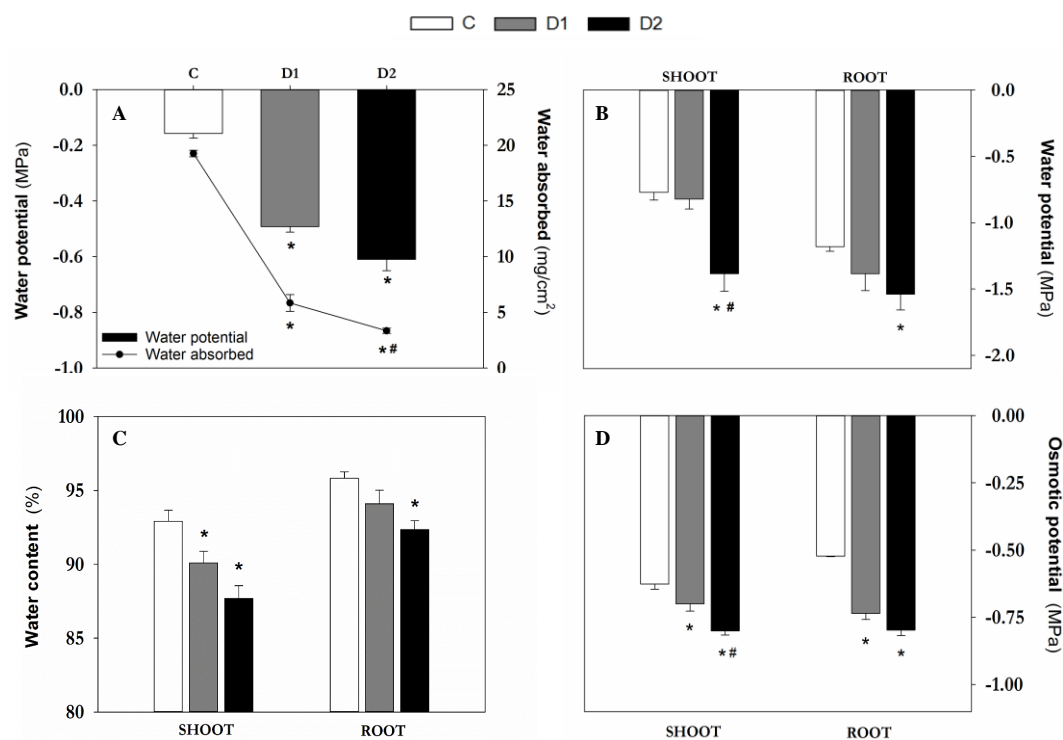 C D1 D2
C D1 D2
A
0.0
-0.2
-0.4
-0.6
-0.8
-1.0
Water potential (MPa)
25
20
15
10
5
0
Water absorbed (mg/cm²)
*
*
*
*#
Water potential
Water absorbed
SHOOT ROOT
B
0.0
-0.5
-1.0
-1.5
-2.0
Water potential (MPa)
*#
*
C
100
95
90
85
80
Water content (%)
*
*
*
SHOOT ROOT
D
0.00
-0.25
-0.50
-0.75
-1.00
Osmotic potential (MPa)
*
*#
*
*
SHOOT ROOT